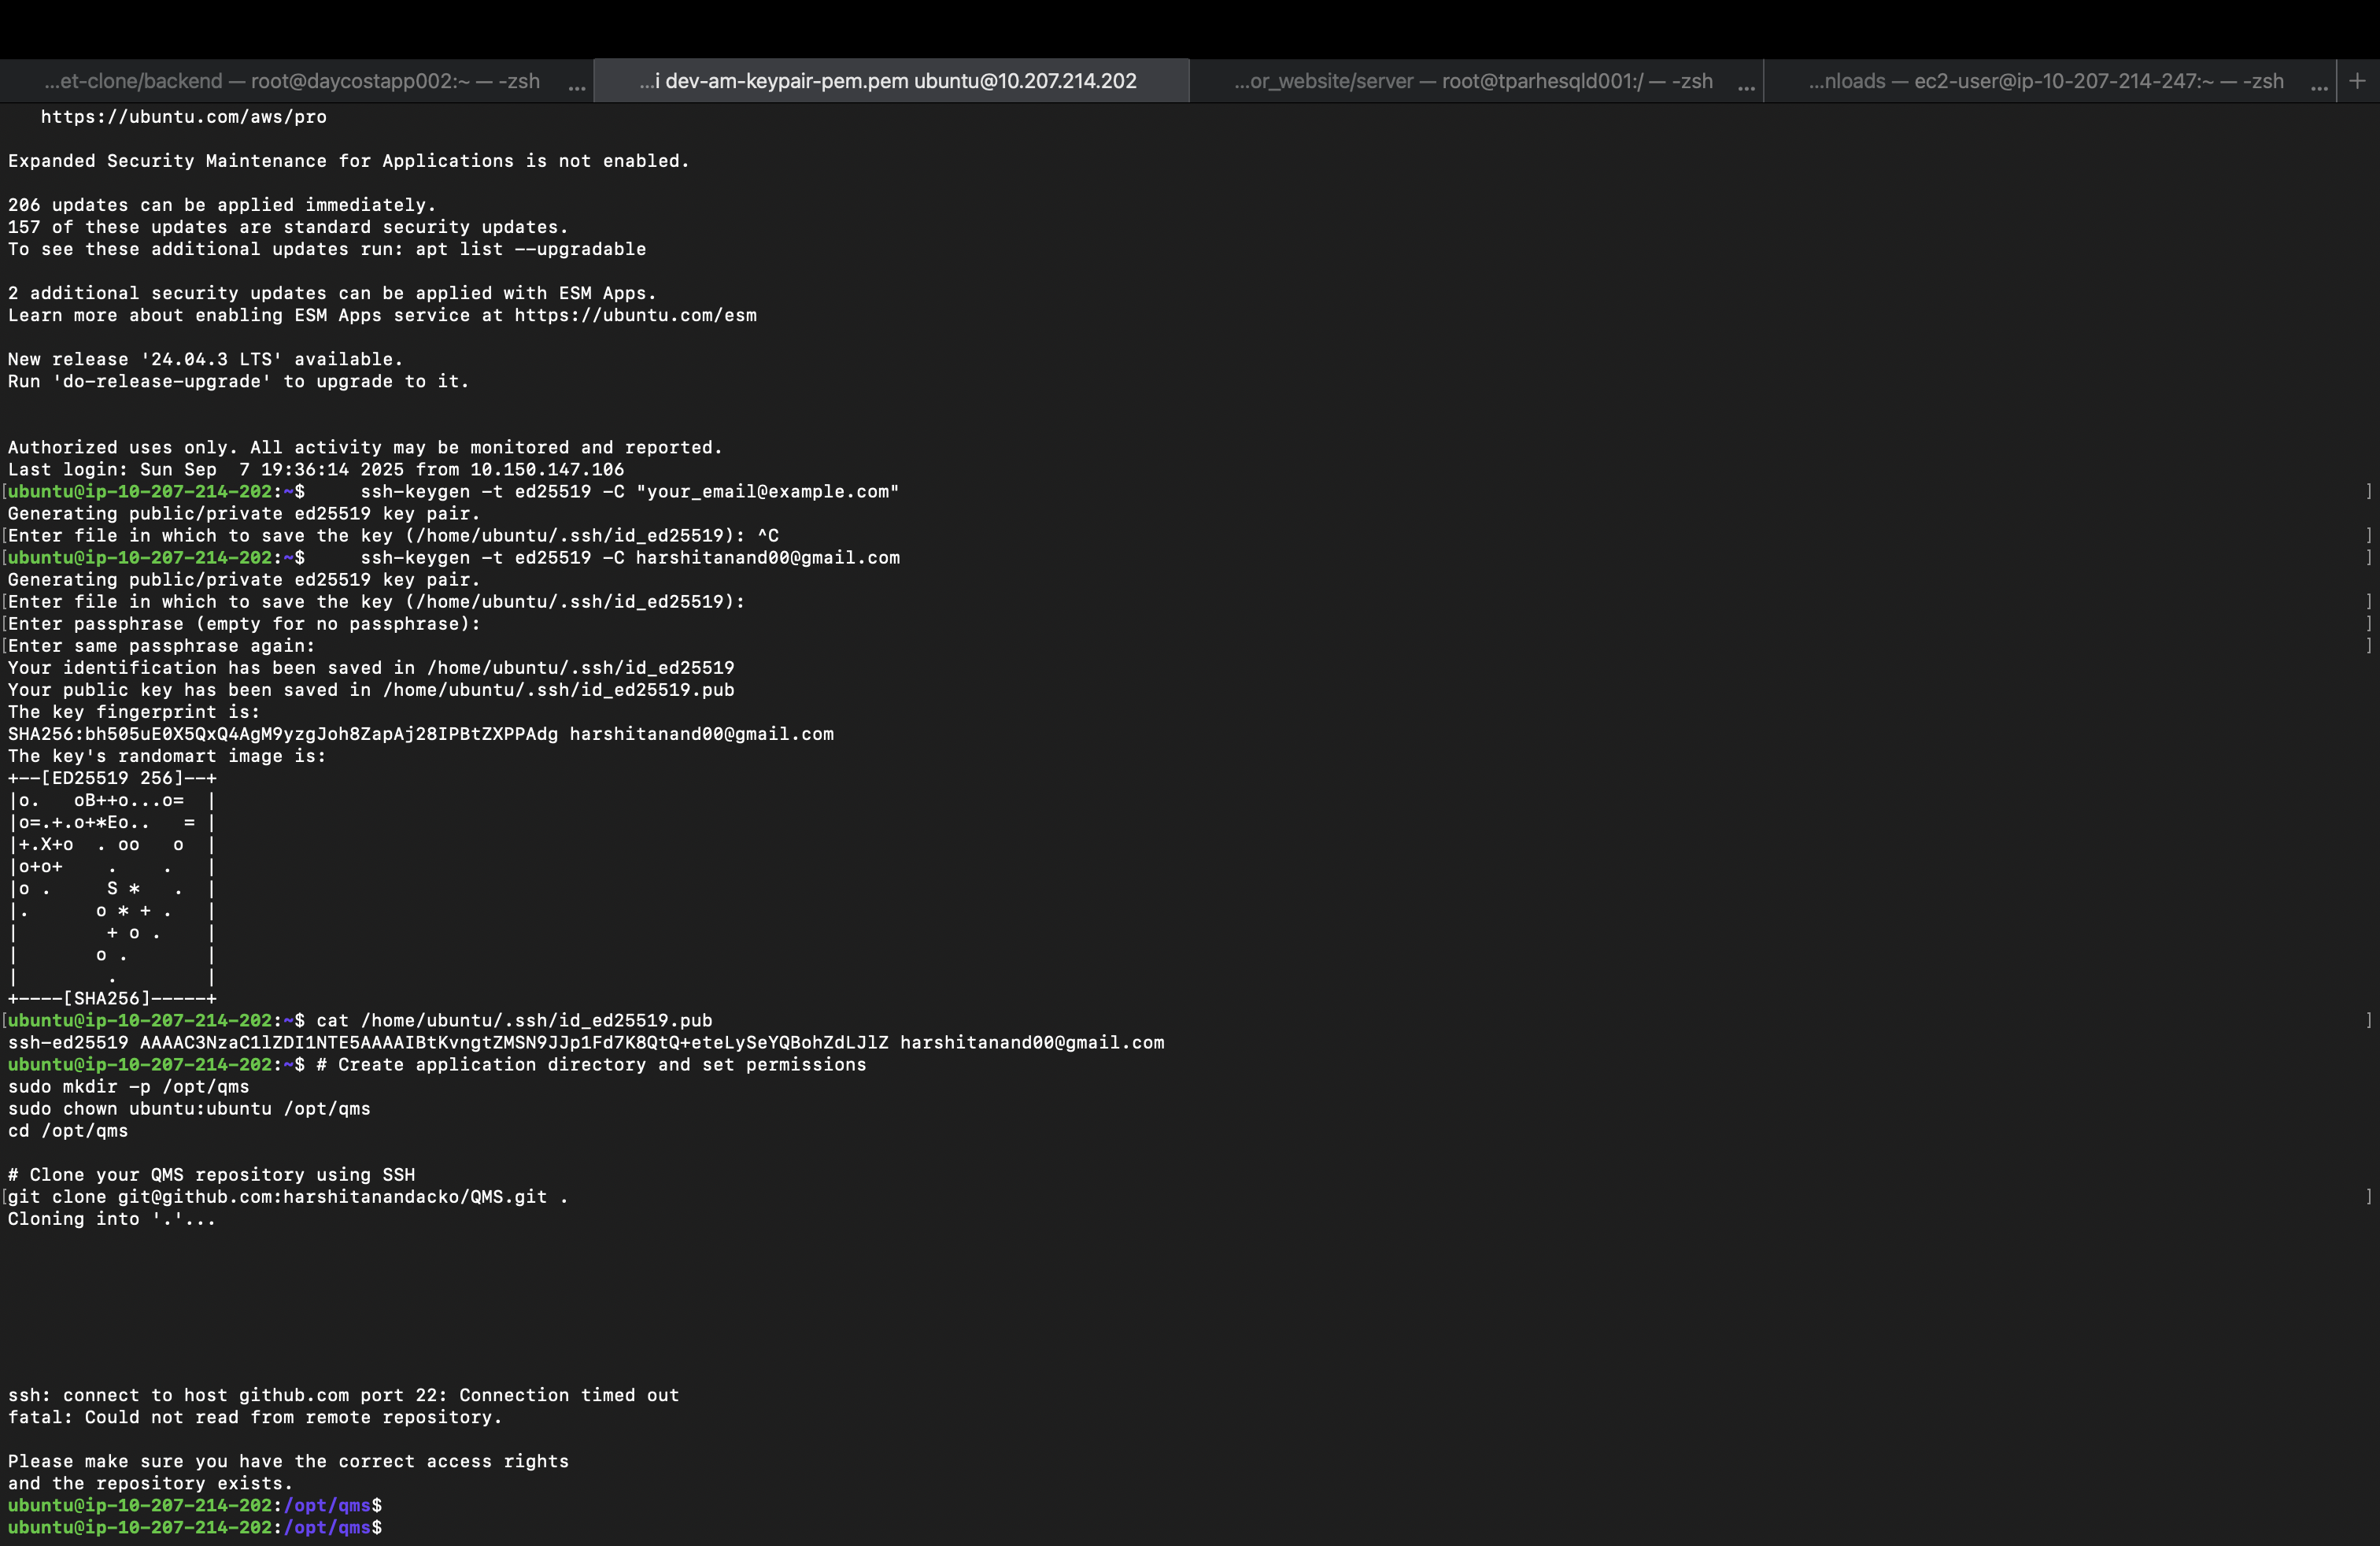 ...et-clone/backend — root@daycostapp002:~ — -zsh ...
...i dev-am-keypair-pem.pem ubuntu@10.207.214.202
...or_website/server — root@tparhesqld001:/ — -zsh ...
...nloads — ec2-user@ip-10-207-214-247:~ — -zsh ... +
https://ubuntu.com/aws/pro
Expanded Security Maintenance for Applications is not enabled.
206 updates can be applied immediately.
157 of these updates are standard security updates.
To see these additional updates run: apt list --upgradable
2 additional security updates can be applied with ESM Apps.
Learn more about enabling ESM Apps service at https://ubuntu.com/esm
New release '24.04.3 LTS' available.
Run 'do-release-upgrade' to upgrade to it.
Authorized uses only. All activity may be monitored and reported.
Last login: Sun Sep  7 19:36:14 2025 from 10.150.147.106
[ubuntu@ip-10-207-214-202:~$     ssh-keygen -t ed25519 -C "your_email@example.com" ]
Generating public/private ed25519 key pair.
[Enter file in which to save the key (/home/ubuntu/.ssh/id_ed25519): ^C ]
[ubuntu@ip-10-207-214-202:~$     ssh-keygen -t ed25519 -C harshitanand00@gmail.com ]
Generating public/private ed25519 key pair.
[Enter file in which to save the key (/home/ubuntu/.ssh/id_ed25519): ]
[Enter passphrase (empty for no passphrase): ]
[Enter same passphrase again: ]
Your identification has been saved in /home/ubuntu/.ssh/id_ed25519
Your public key has been saved in /home/ubuntu/.ssh/id_ed25519.pub
The key fingerprint is:
SHA256:bh505uE0X5QxQ4AgM9yzgJoh8ZapAj28IPBtZXPPAdg harshitanand00@gmail.com
The key's randomart image is:
+--[ED25519 256]--+
|o.   oB++o...o=  |
|o=.+.o+*Eo..   = |
|+.X+o  . oo   o  |
|o+o+    .    .   |
|o .     S *   .  |
|.      o * + .   |
|        + o .    |
|       o .       |
|        .        |
+----[SHA256]-----+
[ubuntu@ip-10-207-214-202:~$ cat /home/ubuntu/.ssh/id_ed25519.pub ]
ssh-ed25519 AAAAC3NzaC1lZDI1NTE5AAAAIBtKvngtZMSN9JJp1Fd7K8QtQ+eteLySeYQBohZdLJlZ harshitanand00@gmail.com
ubuntu@ip-10-207-214-202:~$ # Create application directory and set permissions
sudo mkdir -p /opt/qms
sudo chown ubuntu:ubuntu /opt/qms
cd /opt/qms
# Clone your QMS repository using SSH
[git clone git@github.com:harshitanandacko/QMS.git . ]
Cloning into '.'...
ssh: connect to host github.com port 22: Connection timed out
fatal: Could not read from remote repository.
Please make sure you have the correct access rights
and the repository exists.
ubuntu@ip-10-207-214-202:/opt/qms$
ubuntu@ip-10-207-214-202:/opt/qms$